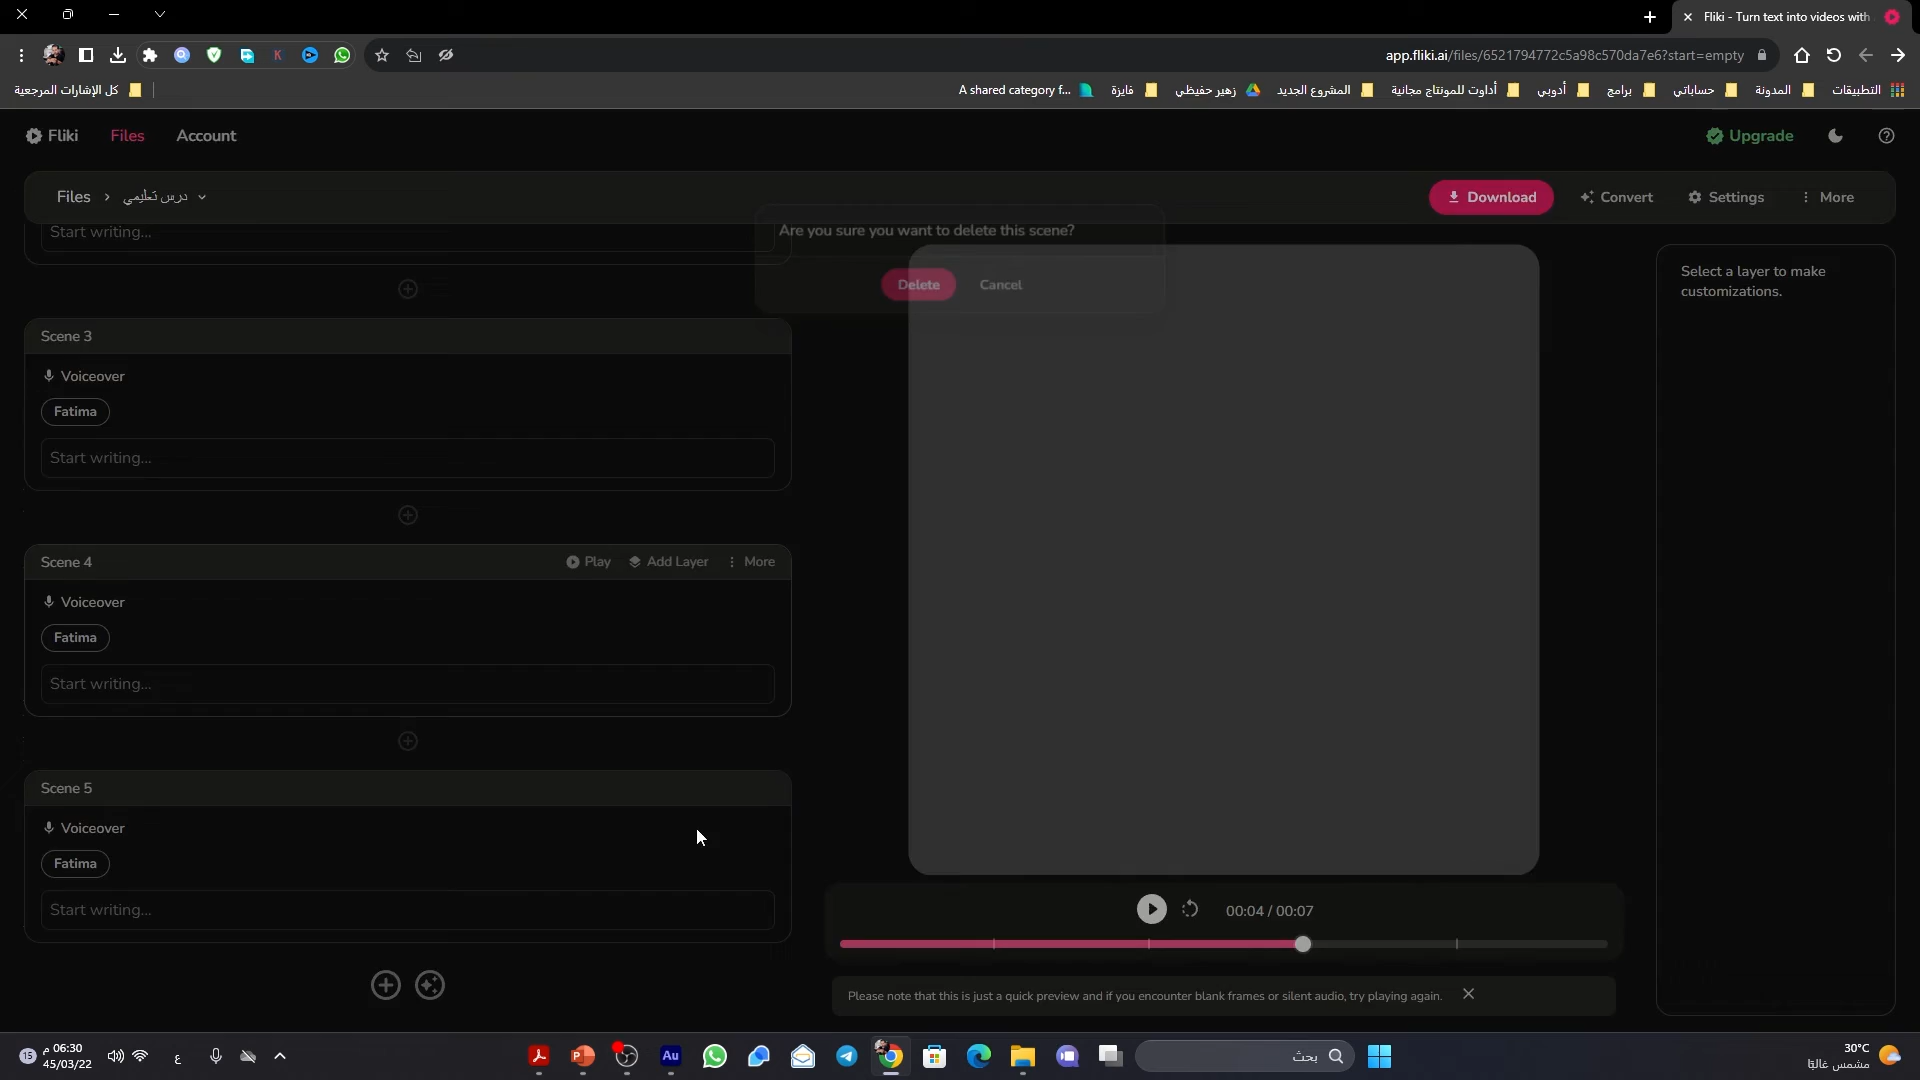 Fliki - Turn text into videos with
app.fliki.ai/files/6521794772c5a98c570da7e6?start=empty
كل الإشارات المرجعية
A shared category f...
فايزة
زهير حفيظي
المشروع الجديد
أداوت للمونتاج مجانية
أدوبي
برامج
حساباتي
المدونة
التطبيقات
Fliki
Files
Account
Upgrade
Files
درس تعليمي
Download
Convert
Settings
More
Start writing...
Are you sure you want to delete this scene?
Delete
Cancel
Select a layer to make
customizations.
Scene 3
Voiceover
Fatima
Start writing...
Scene 4
Play
Add Layer
More
Voiceover
Fatima
Start writing...
Scene 5
Voiceover
Fatima
Start writing...
00:04 / 00:07
Please note that this is just a quick preview and if you encounter blank frames or silent audio, try playing again.
15
06:30 م
45/03/22
ع
Au
بحث
30°C
مشمس غالبًا